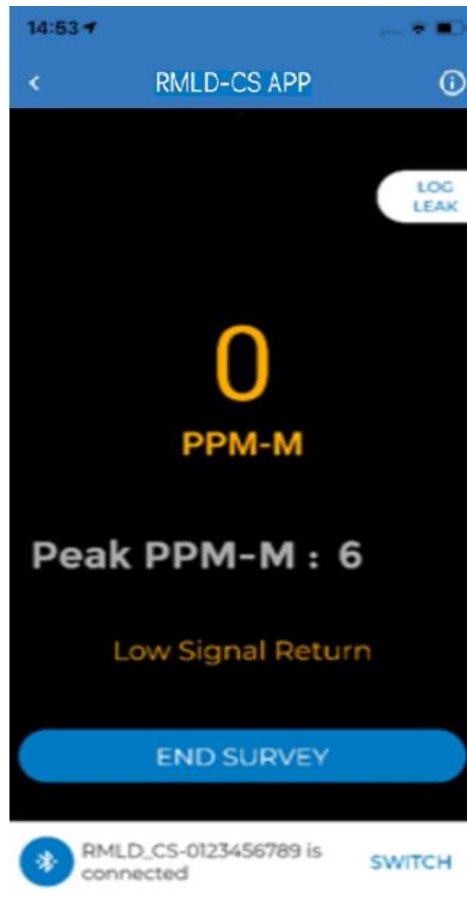 14:53
RMLD-CS APP
LOG
LEAK
0
PPM-M
Peak PPM-M : 6
Low Signal Return
END SURVEY
RMLD_CS-0123456789 is
connected
SWITCH